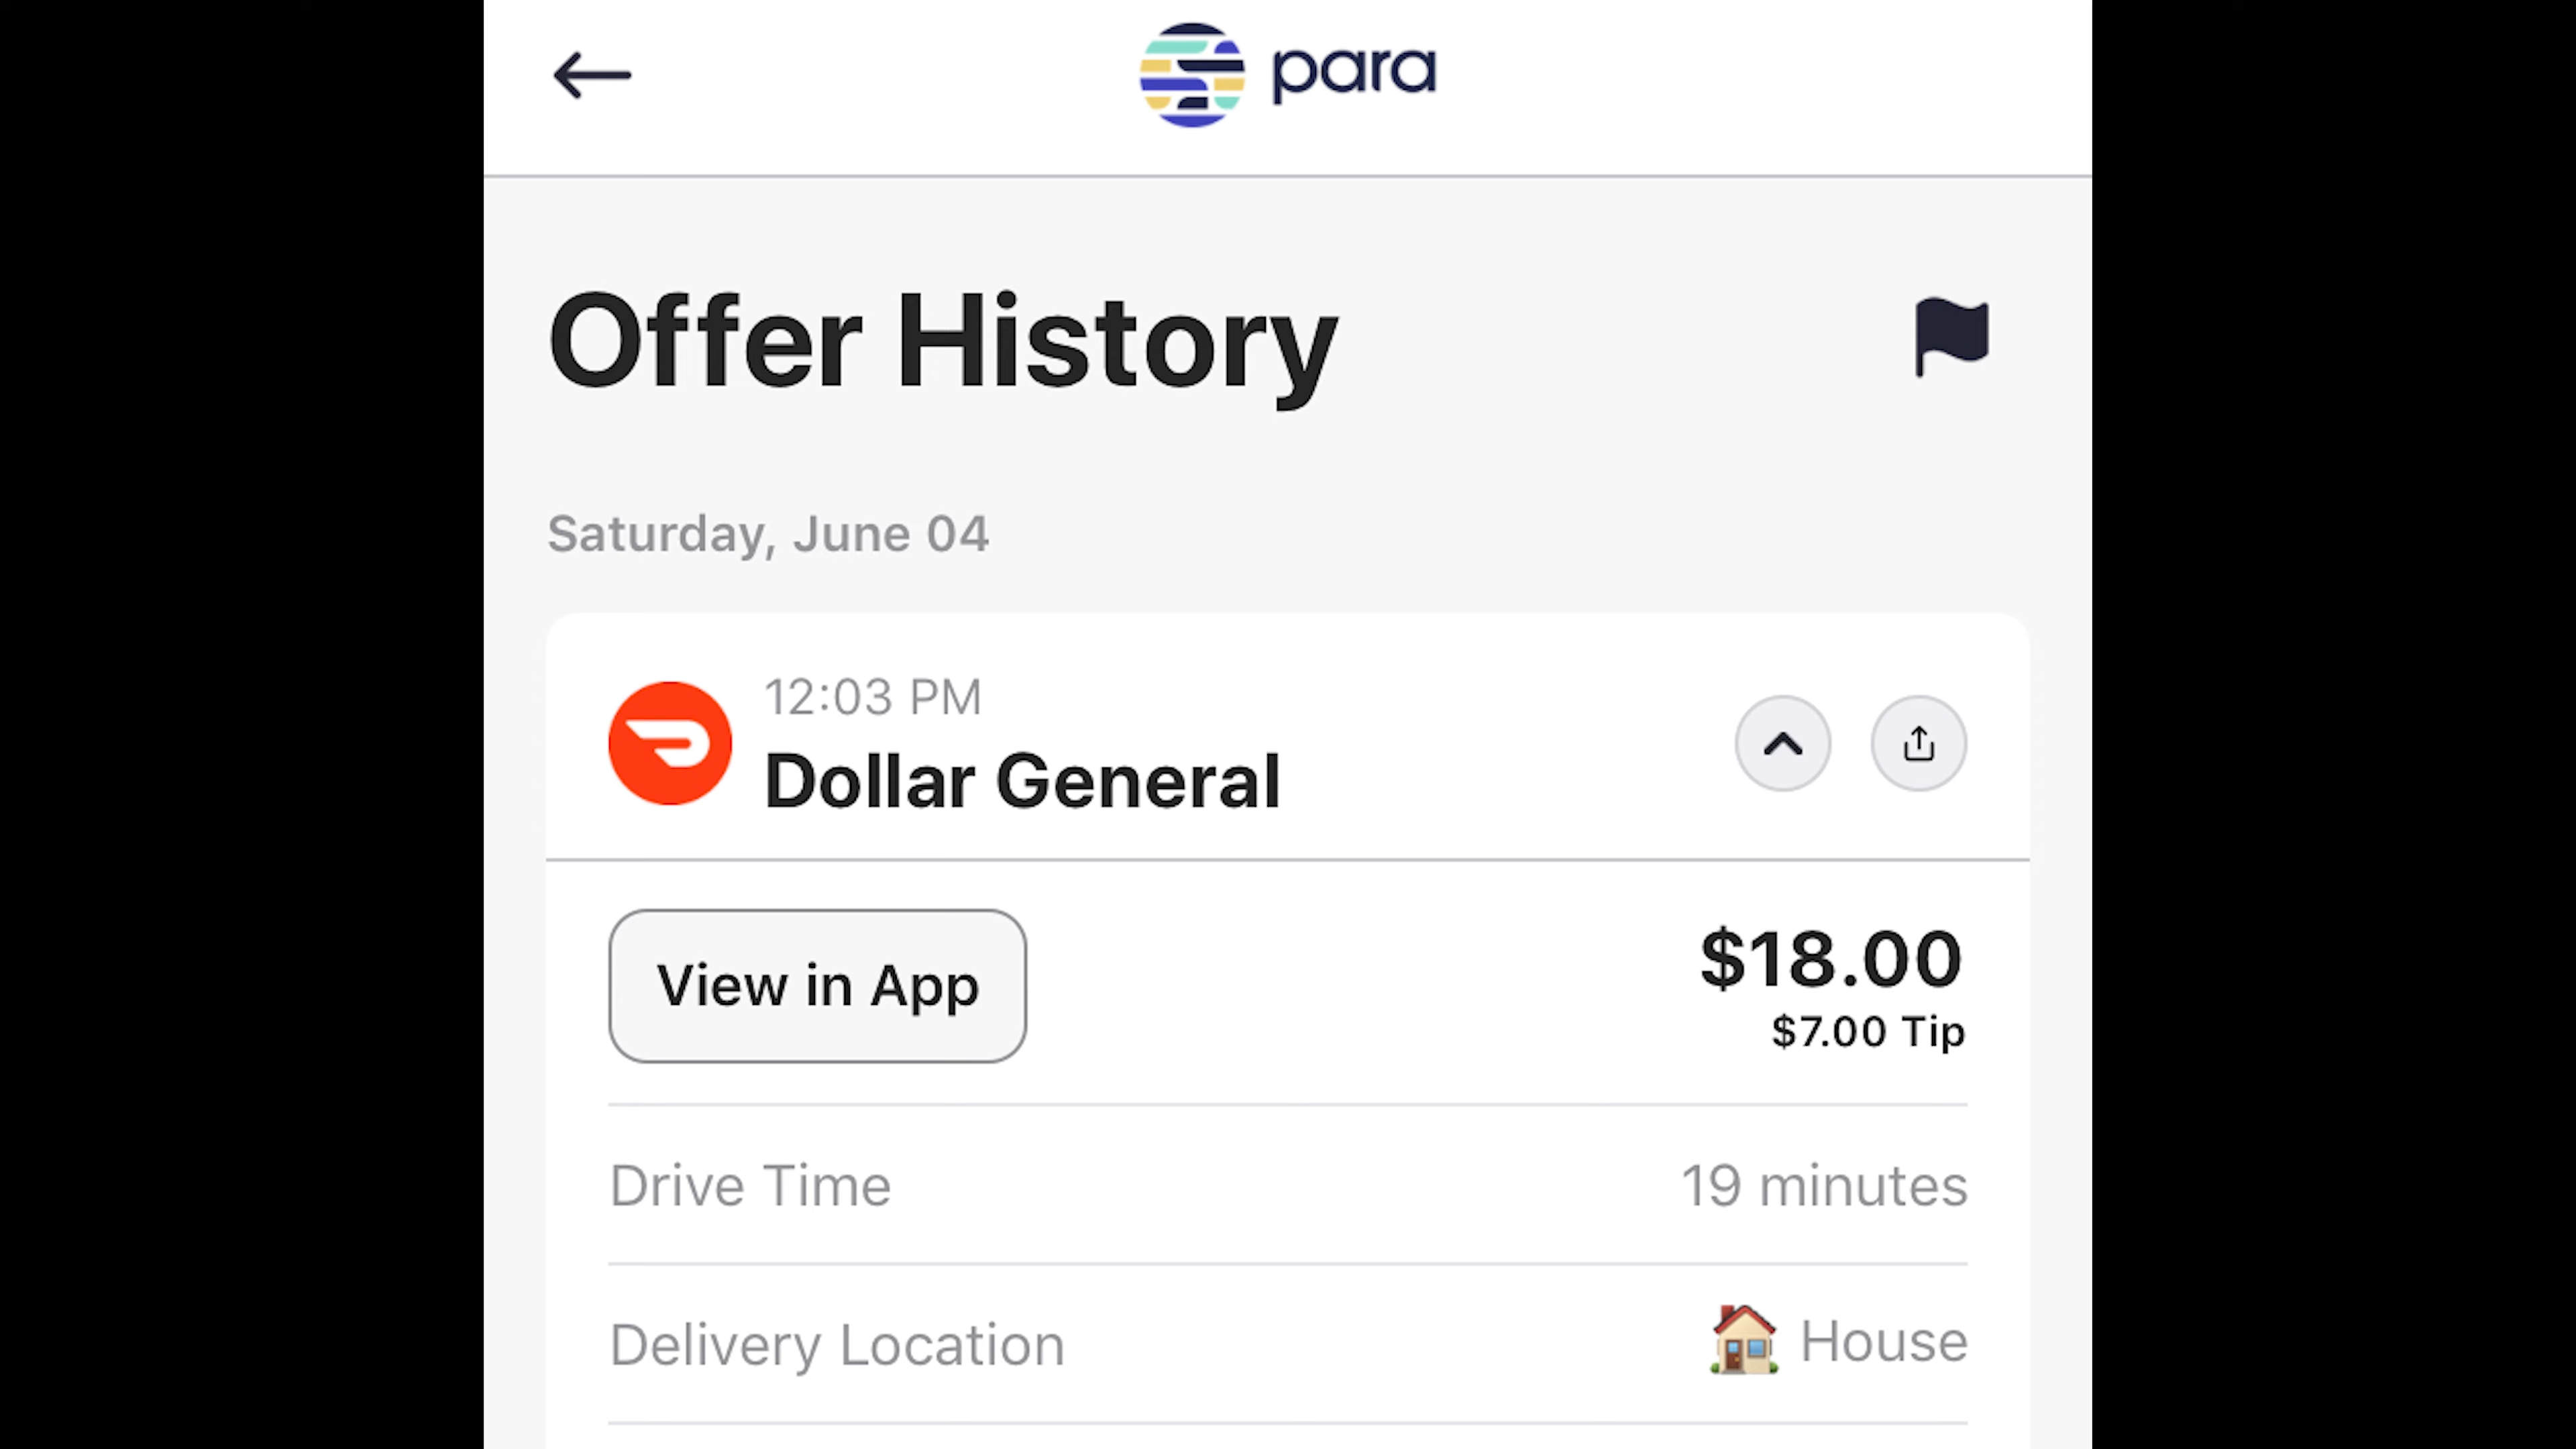 para
Offer History
Saturday, June 04
12:03 PM
Dollar General
View in App
$18.00
$7.00 Tip
Drive Time
19 minutes
Delivery Location
House